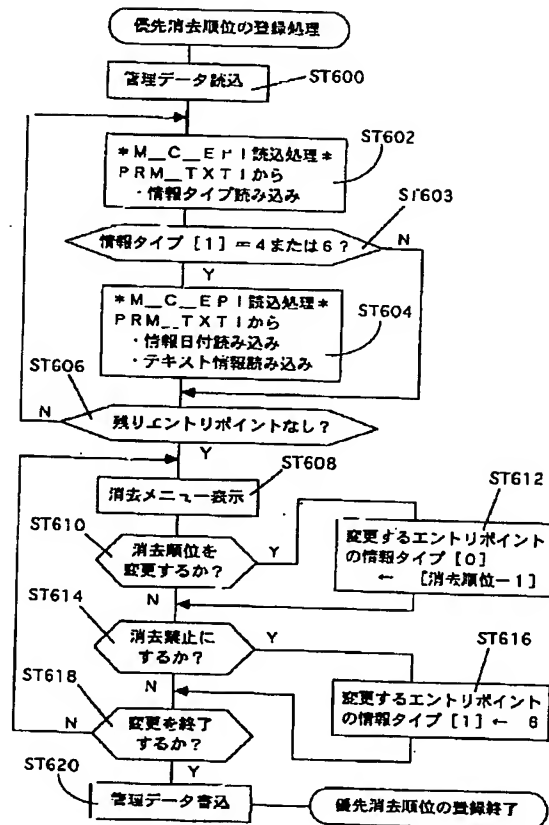 優先消去順位の登録処理
管理データ読込
ST600
*M__C__EPI読込処理*
PRM__TXTIから
・情報タイプ読み込み
ST602
ST603
情報タイプ[1]=4または6?
N
Y
*M__C__EPI読込処理*
PRM__TXTIから
・情報日付読み込み
・テキスト情報読み込み
ST604
ST606
N
残りエントリポイントなし?
Y
ST608
消去メニュー表示
ST610
消去順位を
変更するか?
Y
N
ST612
変更するエントリポイント
の情報タイプ[0]
← [消去順位ー1]
ST614
消去禁止に
するか?
Y
N
ST616
変更するエントリポイント
の情報タイプ[1]← 6
ST618
N
変更を終了
するか?
Y
ST620
管理データ書込
優先消去順位の登録終了